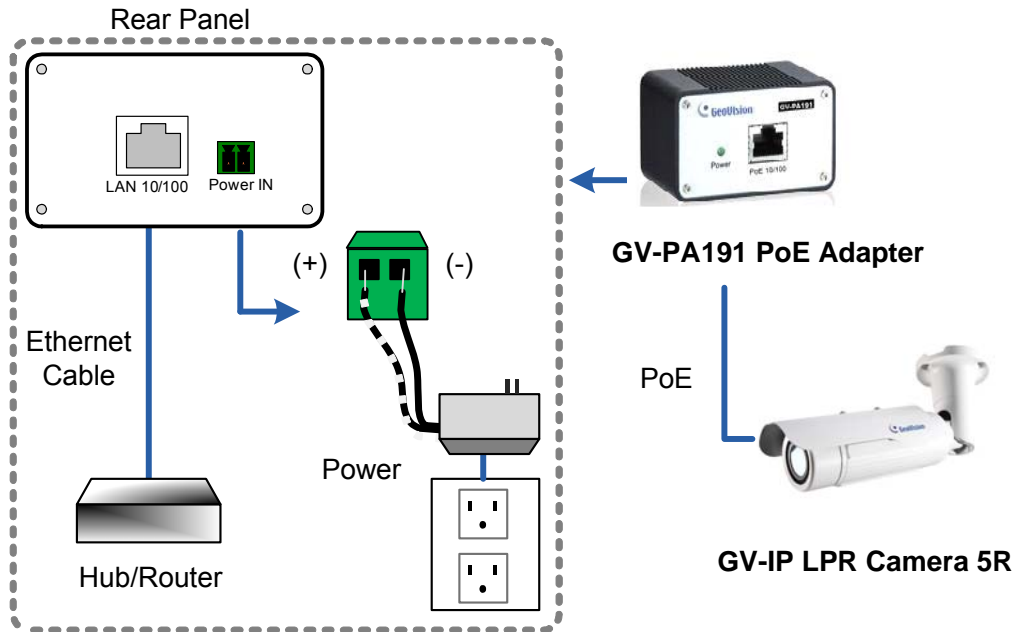 Rear Panel
LAN 10/100
Power IN
(+)
(-)
Ethernet
Cable
Power
Hub/Router
GeoVision
GV-PA191
Power
PoE 10/100
GV-PA191 PoE Adapter
PoE
GeoVision
GV-IP LPR Camera 5R